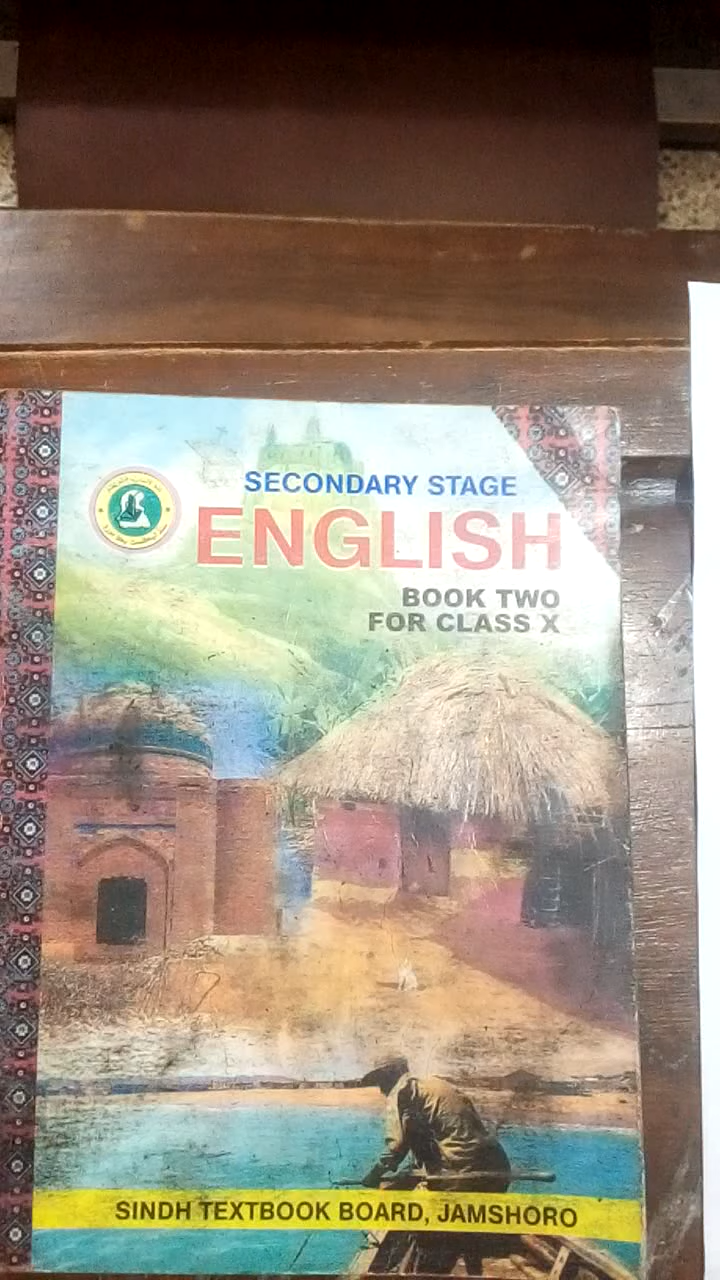 SECONDARY STAGE
ENGLISH
BOOK TWO
FOR CLASS X
SINDH TEXTBOOK BOARD, JAMSHORO